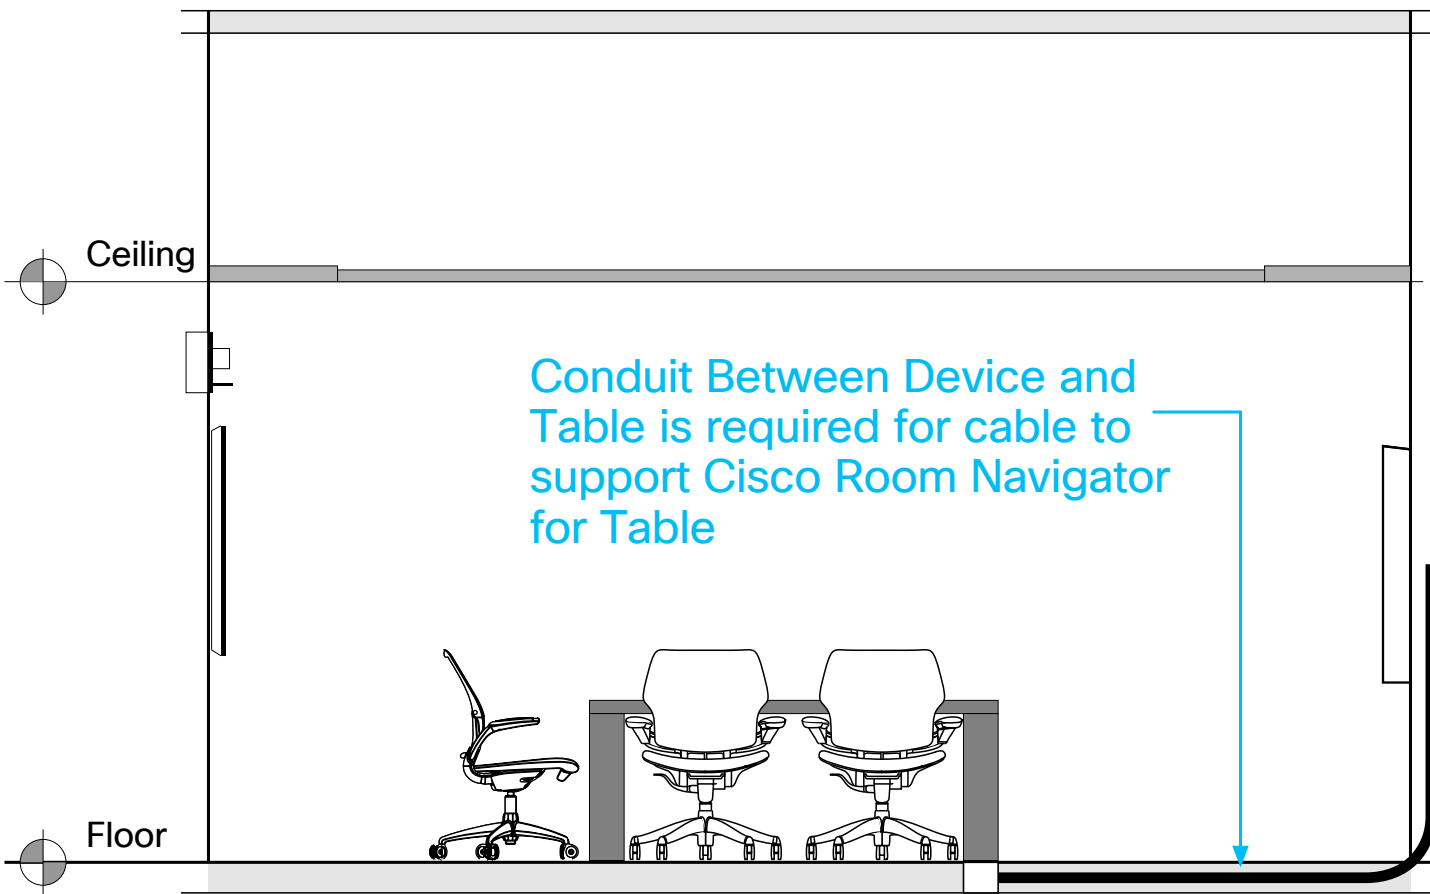 Ceiling
Conduit Between Device and
Table is required for cable to
support Cisco Room Navigator
for Table
Floor